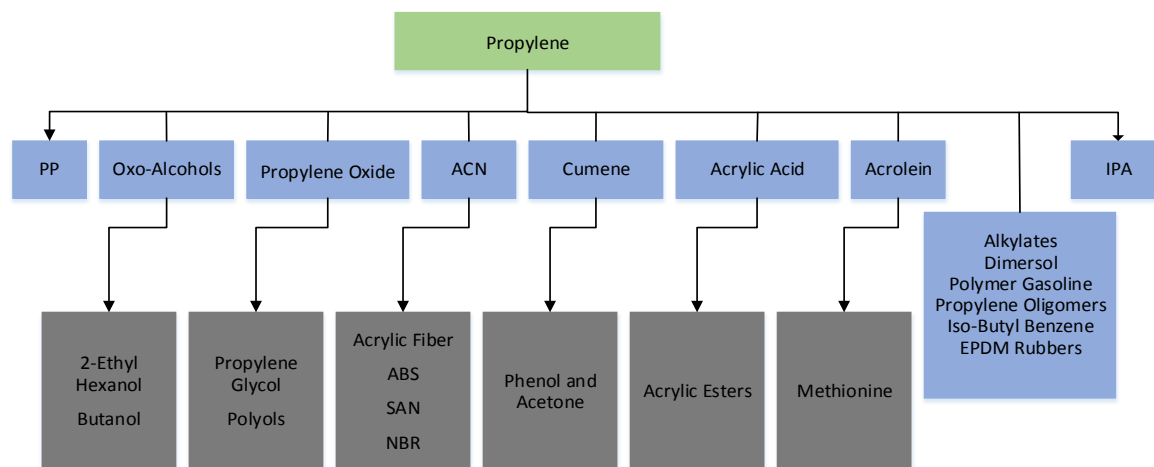 Propylene
PP
Oxo-Alcohols
Propylene Oxide
ACN
Cumene
Acrylic Acid
Acrolein
IPA
Alkylates
Dimersol
Polymer Gasoline
Propylene Oligomers
Iso-Butyl Benzene
EPDM Rubbers
2-Ethyl
Hexanol
Butanol
Propylene
Glycol
Polyols
Acrylic Fiber
ABS
SAN
NBR
Phenol and
Acetone
Acrylic Esters
Methionine